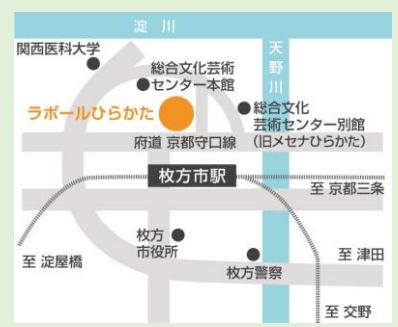 淀 川
関西医科大学
天野川
総合文化芸術
センター本館
ラポールひらかた
総合文化
芸術センター別館
(旧メセナひらかた)
府道 京都守口線
枚方市駅
至 京都三条
枚方
市役所
至 淀屋橋
枚方警察
至 津田
至 交野